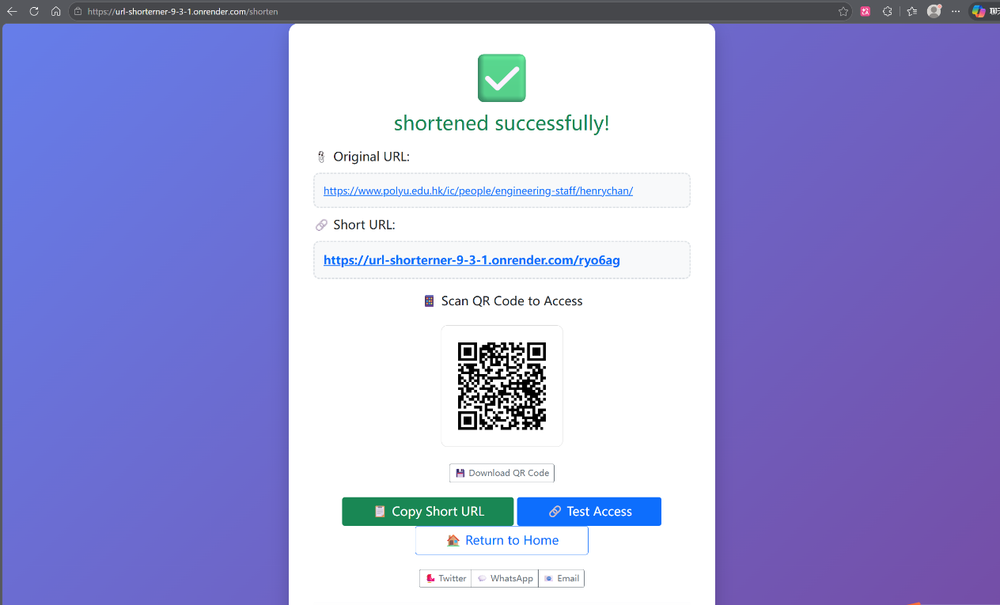 https://url-shorterner-9-3-1.onrender.com/shorten
聊天
shortened successfully!
Original URL:
https://www.polyu.edu.hk/ic/people/engineering-staff/henrychan/
Short URL:
https://url-shorterner-9-3-1.onrender.com/ryo6ag
Scan QR Code to Access
Download QR Code
Copy Short URL
Test Access
Return to Home
Twitter
WhatsApp
Email